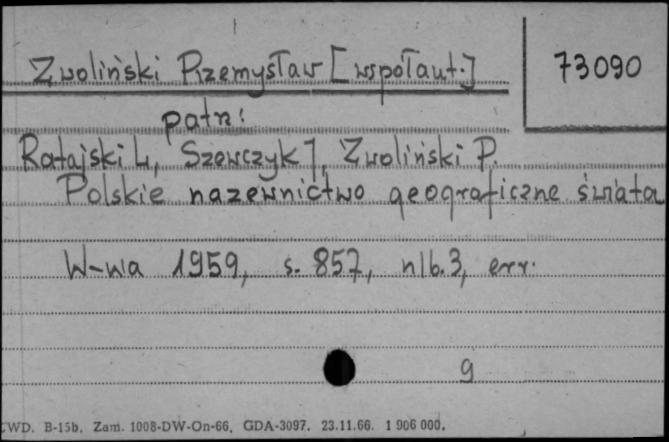 Zwoliński Przemysław [współaut.]
73090
patrz:
Ratajski L, Szewczyk J, Zwoliński P.
Polskie nazewnictwo geograficzne świata
W-wa 1959, s. 857, nlb. 3, err.
9
CWD. B-15b. Zam. 1008-DW-On-66. GDA-3097. 23.11.66. 1 906 000.